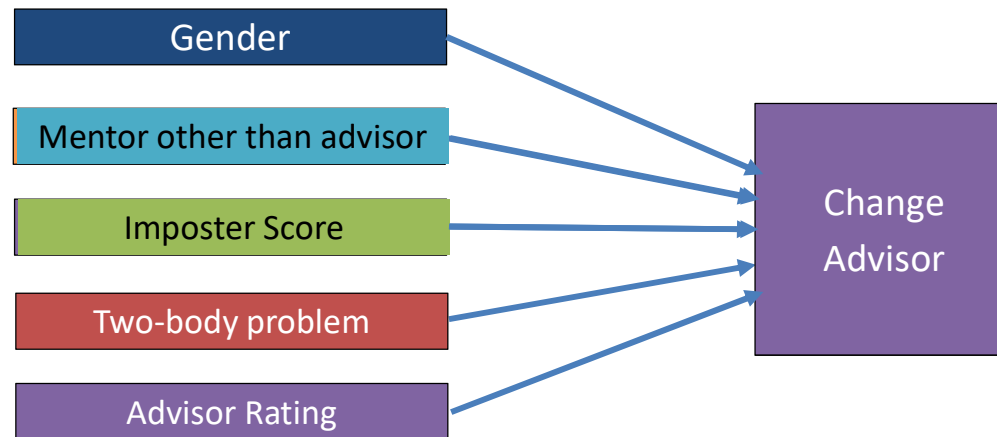 Gender
Mentor other than advisor
Imposter Score
Two-body problem
Advisor Rating
Change
Advisor